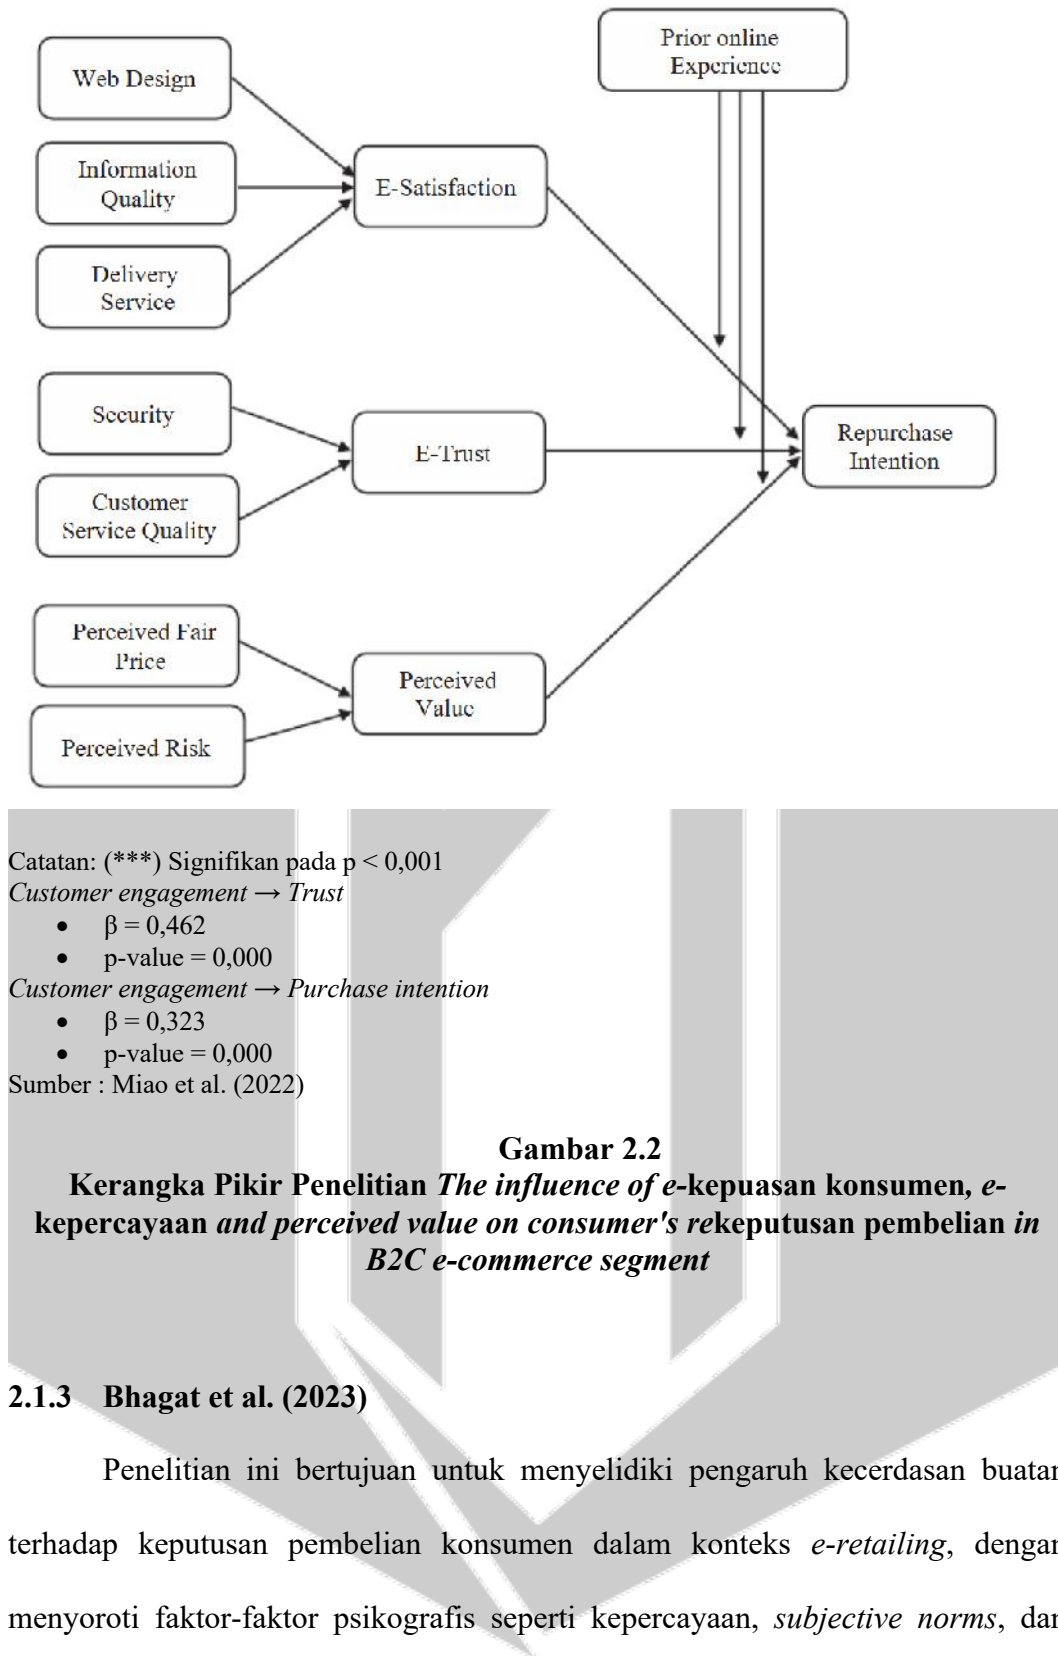 Web Design
Prior online
Experience
Information
Quality
E-Satisfaction
Delivery
Service
Security
E-Trust
Repurchase
Intention
Customer
Service Quality
Perceived Fair
Price
Perceived
Value
Perceived Risk
Catatan: (***) Signifikan pada p < 0,001
Customer engagement → Trust
• β = 0,462
• p-value = 0,000
Customer engagement → Purchase intention
• β = 0,323
• p-value = 0,000
Sumber : Miao et al. (2022)
Gambar 2.2
Kerangka Pikir Penelitian The influence of e-kepuasan konsumen, e-
kepercayaan and perceived value on consumer's rekeputusan pembelian in
B2C e-commerce segment
2.1.3 Bhagat et al. (2023)
Penelitian ini bertujuan untuk menyelidiki pengaruh kecerdasan buatan
terhadap keputusan pembelian konsumen dalam konteks e-retailing, dengan
menyoroti faktor-faktor psikografis seperti kepercayaan, subjective norms, dan